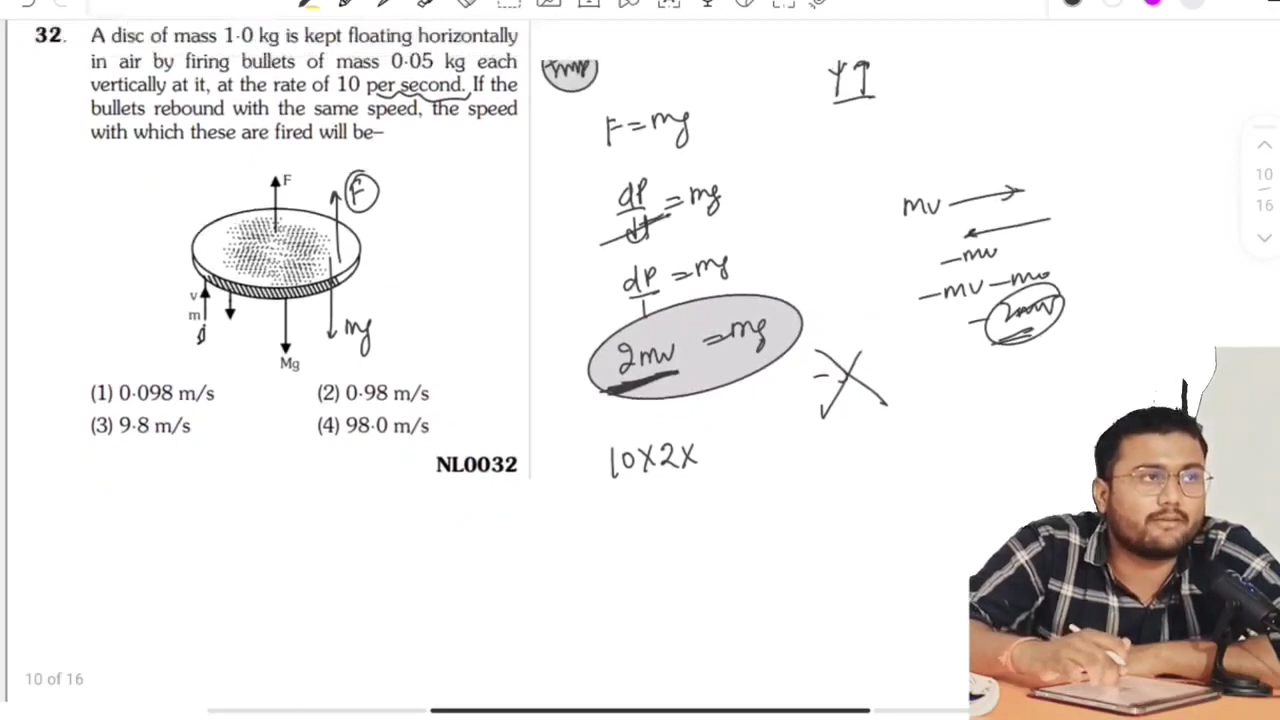 32. A disc of mass 1·0 kg is kept floating horizontally
in air by firing bullets of mass 0·05 kg each
vertically at it, at the rate of 10 per second. If the
bullets rebound with the same speed, the speed
with which these are fired will be–
F
F
v
m
Mg
mg
(1) 0·098 m/s (2) 0·98 m/s
(3) 9·8 m/s (4) 98·0 m/s
NL0032
Imp
Y↑
F = mg
dP/dt = mg
dP/1 = mg
2mv = mg
10×2×
mv
–mv
–mv –mv
–2mv
10
16
10 of 16